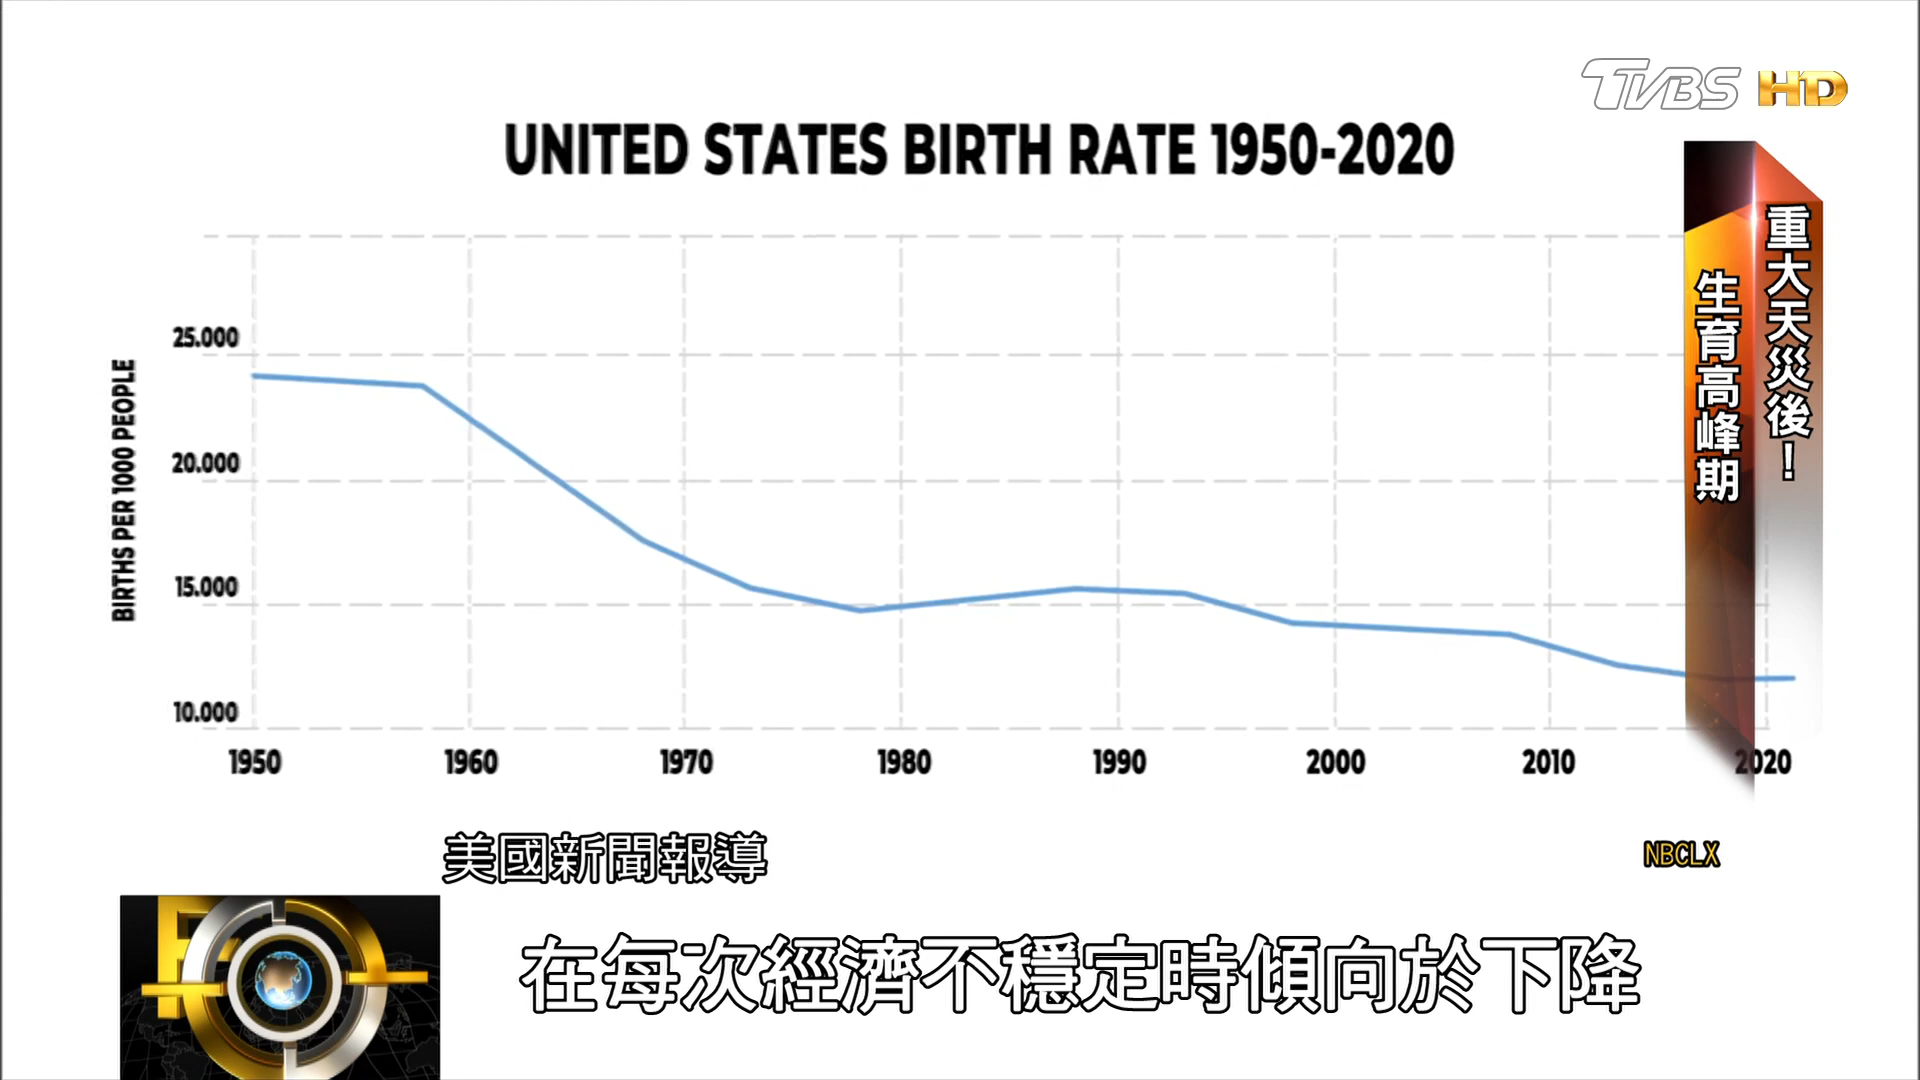 TVBS HD
UNITED STATES BIRTH RATE 1950-2020
重大天災後！
生育高峰期
BIRTHS PER 1000 PEOPLE
25.000
20.000
15.000
10.000
1950 1960 1970 1980 1990 2000 2010 2020
美國新聞報導
NBCLX
在每次經濟不穩定時傾向於下降